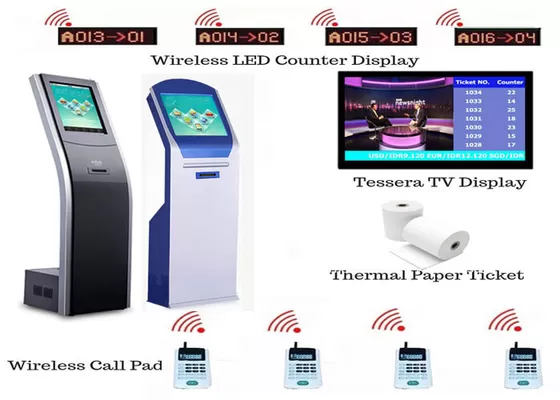 A013->01
A014->02
A015->03
A016->04
Wireless LED Counter Display
Ticket NO. Counter
1034 22
1033 14
1032 25
1031 18
1030 23
1029 15
1028 17
newsnight
USD/IDR9.120 EUR/IDR12.120 SGD/IDR
Tessera TV Display
Thermal Paper Ticket
Wireless Call Pad